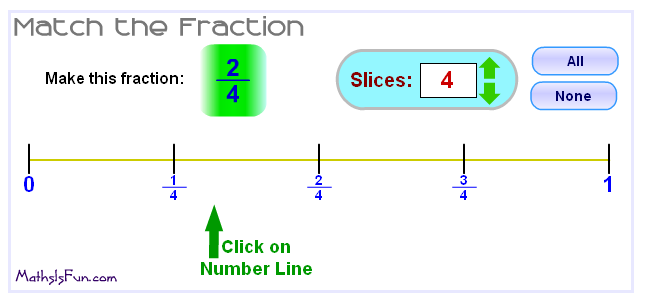 Match the Fraction
Make this fraction: 2/4 Slices: 4 All
None
0 1/4 2/4 3/4 1
Click on
Number Line
MathsIsFun.com